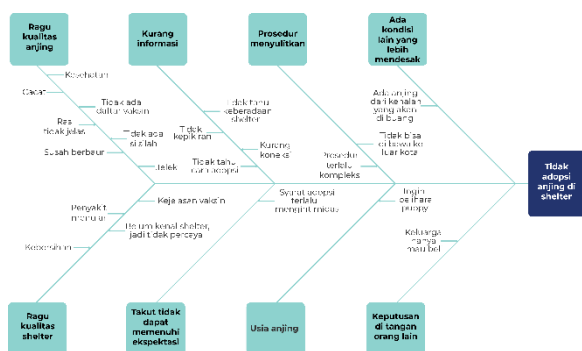 Ragu
kualitas
anjing
Kurang
informasi
Prosedur
menyulitkan
Ada
kondisi
lain yang
lebih
mendesak
Kesehatan
Cacat
Tidak ada
daftar vaksin
Ras
tidak jelas
Tidak ada
silsilah
Susah berbaur
Jelek
Tidak tahu
keberadaan
shelter
Tidak
kepikiran
Kurang
koneksi
Tidak tahu
cara adopsi
Prosedur
terlalu
kompleks
Ada anjing
dari kenalan
yang akan
di buang
Tidak bisa
di bawa ke
luar kota
Tidak
adopsi
anjing di
shelter
Penyakit
menular
Kejelasan vaksin
Belum kenal shelter,
jadi tidak percaya
Kebersihan
Syarat adopsi
terlalu
mengintimidasi
Ingin
pelihara
puppy
Keluarga
hanya
mau beli
Ragu
kualitas
shelter
Takut tidak
dapat
memenuhi
ekspektasi
Usia anjing
Keputusan
di tangan
orang lain